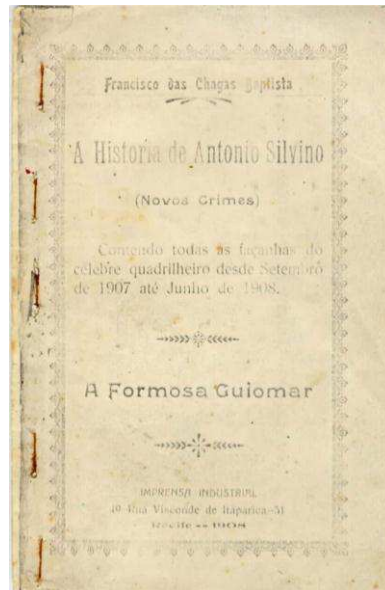 Francisco das Chagas Baptista
A Historia de Antonio Silvino
(Novos Crimes)
Contendo todas as façanhas do
celebre quadrilheiro desde Setembro
de 1907 até Junho de 1908.
A Formosa Guiomar
IMPRENSA INDUSTRIAL
Rua Visconde de Itaparica
Recife -- 1908